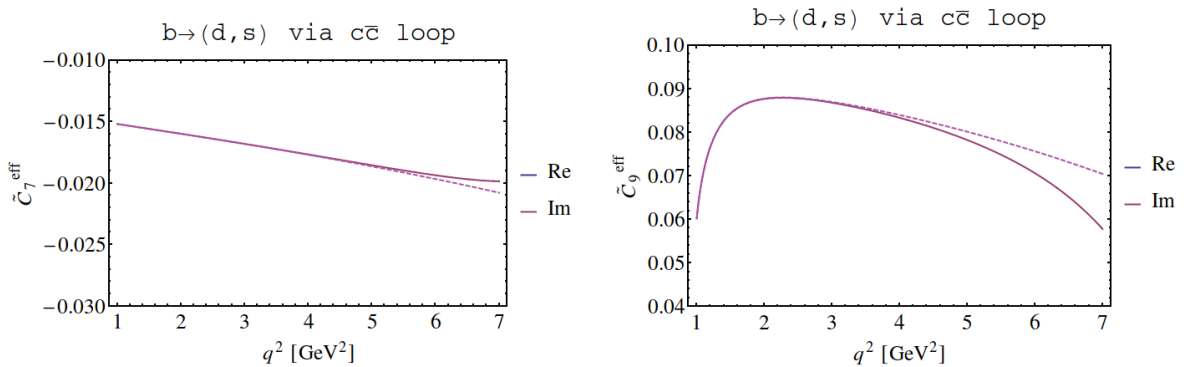 b→(d,s) via cc̄ loop
−0.010
−0.015
−0.020
−0.025
−0.030
C̃₇ᵉᶠᶠ
1 2 3 4 5 6 7
q² [GeV²]
Re
Im
b→(d,s) via cc̄ loop
0.10
0.09
0.08
0.07
0.06
0.05
0.04
C̃₉ᵉᶠᶠ
1 2 3 4 5 6 7
q² [GeV²]
Re
Im